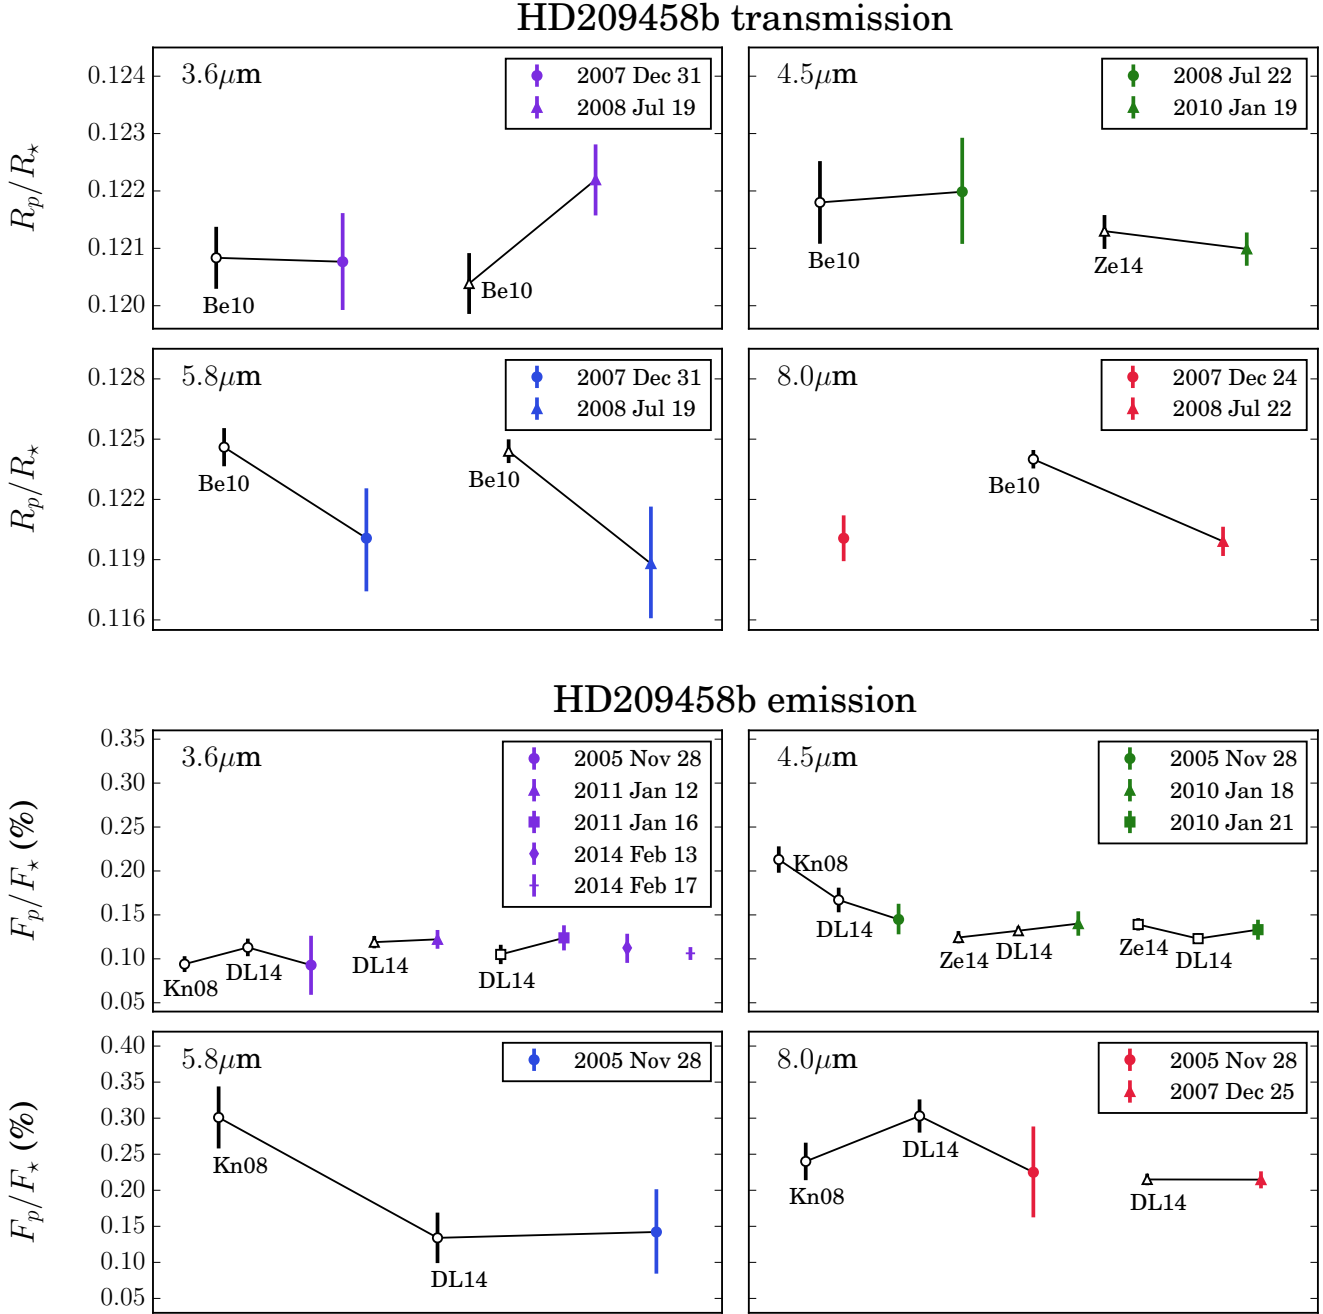 HD209458b transmission
3.6μm
2007 Dec 31
2008 Jul 19
0.124
0.123
0.122
0.121
0.120
R_p/R_⋆
Be10
Be10
4.5μm
2008 Jul 22
2010 Jan 19
Be10
Ze14
5.8μm
2007 Dec 31
2008 Jul 19
0.128
0.125
0.122
0.119
0.116
R_p/R_⋆
Be10
Be10
8.0μm
2007 Dec 24
2008 Jul 22
Be10
HD209458b emission
3.6μm
2005 Nov 28
2011 Jan 12
2011 Jan 16
2014 Feb 13
2014 Feb 17
0.35
0.30
0.25
0.20
0.15
0.10
0.05
F_p/F_⋆ (%)
Kn08
DL14
DL14
DL14
4.5μm
2005 Nov 28
2010 Jan 18
2010 Jan 21
Kn08
DL14
Ze14
DL14
Ze14
DL14
5.8μm
2005 Nov 28
0.40
0.35
0.30
0.25
0.20
0.15
0.10
0.05
F_p/F_⋆ (%)
Kn08
DL14
8.0μm
2005 Nov 28
2007 Dec 25
Kn08
DL14
DL14